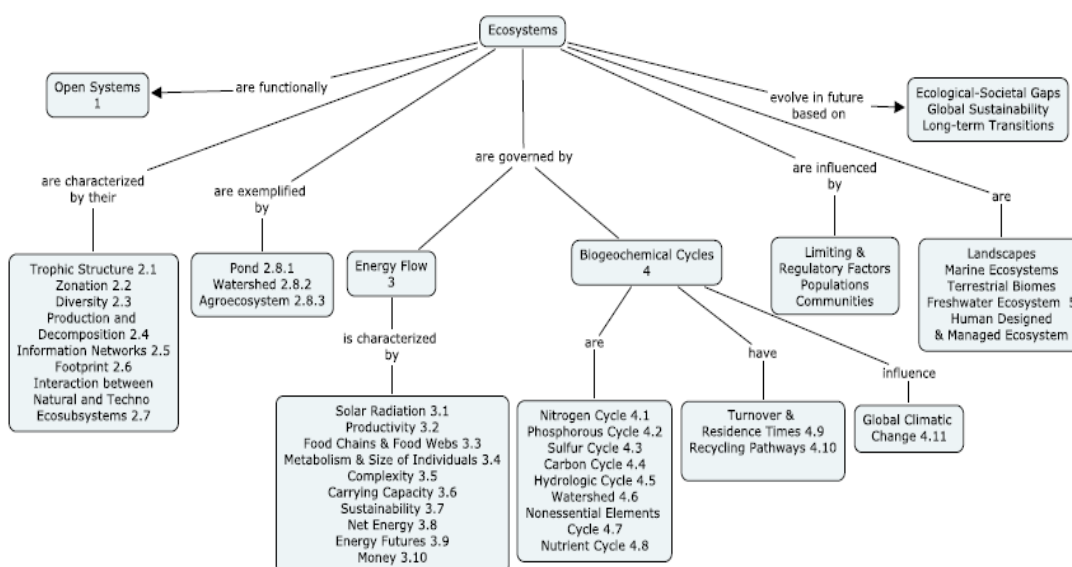 Ecosystems
Open Systems
1
are functionally
evolve in future
based on
Ecological-Societal Gaps
Global Sustainability
Long-term Transitions
are characterized
by their
are exemplified
by
are governed by
are influenced
by
are
Trophic Structure 2.1
Zonation 2.2
Diversity 2.3
Production and
Decomposition 2.4
Information Networks 2.5
Footprint 2.6
Interaction between
Natural and Techno
Ecosubsystems 2.7
Pond 2.8.1
Watershed 2.8.2
Agroecosystem 2.8.3
Energy Flow
3
Biogeochemical Cycles
4
Limiting &
Regulatory Factors
Populations
Communities
Landscapes
Marine Ecosystems
Terrestrial Biomes
Freshwater Ecosystem 5
Human Designed
& Managed Ecosystem
is characterized
by
are
have
influence
Solar Radiation 3.1
Productivity 3.2
Food Chains & Food Webs 3.3
Metabolism & Size of Individuals 3.4
Complexity 3.5
Carrying Capacity 3.6
Sustainability 3.7
Net Energy 3.8
Energy Futures 3.9
Money 3.10
Nitrogen Cycle 4.1
Phosphorous Cycle 4.2
Sulfur Cycle 4.3
Carbon Cycle 4.4
Hydrologic Cycle 4.5
Watershed 4.6
Nonessential Elements
Cycle 4.7
Nutrient Cycle 4.8
Turnover &
Residence Times 4.9
Recycling Pathways 4.10
Global Climatic
Change 4.11